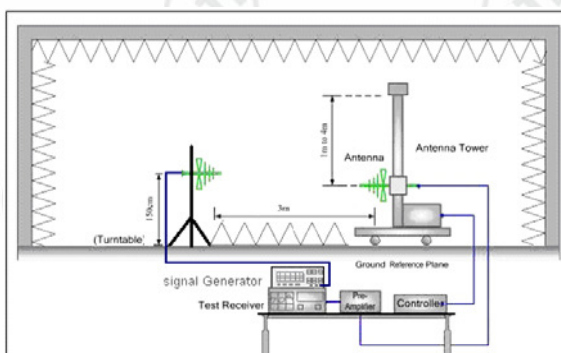 1m to 4m
Antenna
Antenna Tower
150cm
3m
(Turntable)
Ground Reference Plane
signal Generator
Test Receiver
Pre-
Amplifier
Controller